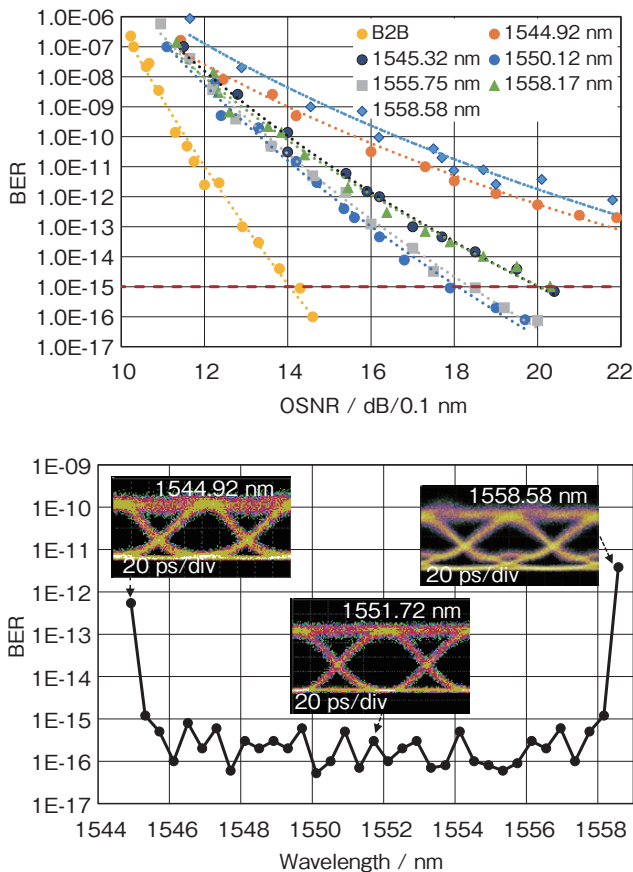 1.0E-06
1.0E-07
1.0E-08
1.0E-09
1.0E-10
1.0E-11
1.0E-12
1.0E-13
1.0E-14
1.0E-15
1.0E-16
1.0E-17
BER
B2B
1544.92 nm
1545.32 nm
1550.12 nm
1555.75 nm
1558.17 nm
1558.58 nm
10 12 14 16 18 20 22
OSNR / dB/0.1 nm
1E-09
1E-10
1E-11
1E-12
1E-13
1E-14
1E-15
1E-16
1E-17
BER
1544.92 nm
20 ps/div
1558.58 nm
20 ps/div
1551.72 nm
20 ps/div
1544 1546 1548 1550 1552 1554 1556 1558
Wavelength / nm